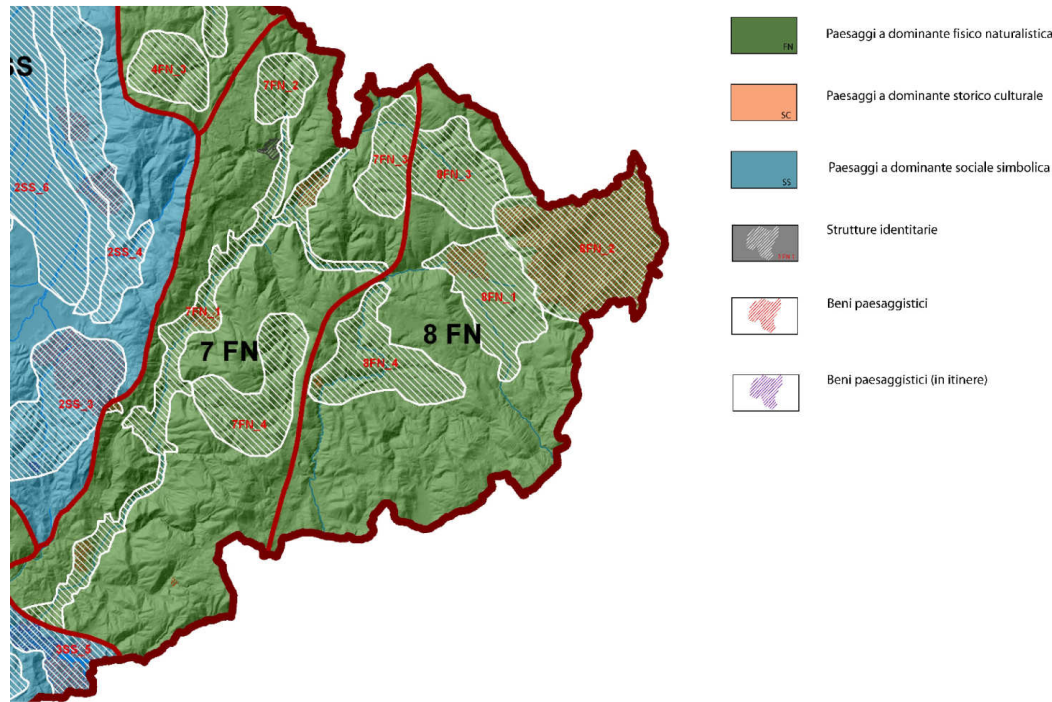 SS
4FN_3
7FN_2
7FN_3
8FN_3
2SS_6
2SS_4
8FN_2
8FN_1
7FN_1
7 FN
8 FN
8FN_4
2SS_3
7FN_4
3SS_5
FN
Paesaggi a dominante fisico naturalistica
SC
Paesaggi a dominante storico culturale
SS
Paesaggi a dominante sociale simbolica
Strutture identitarie
Beni paesaggistici
Beni paesaggistici (in itinere)